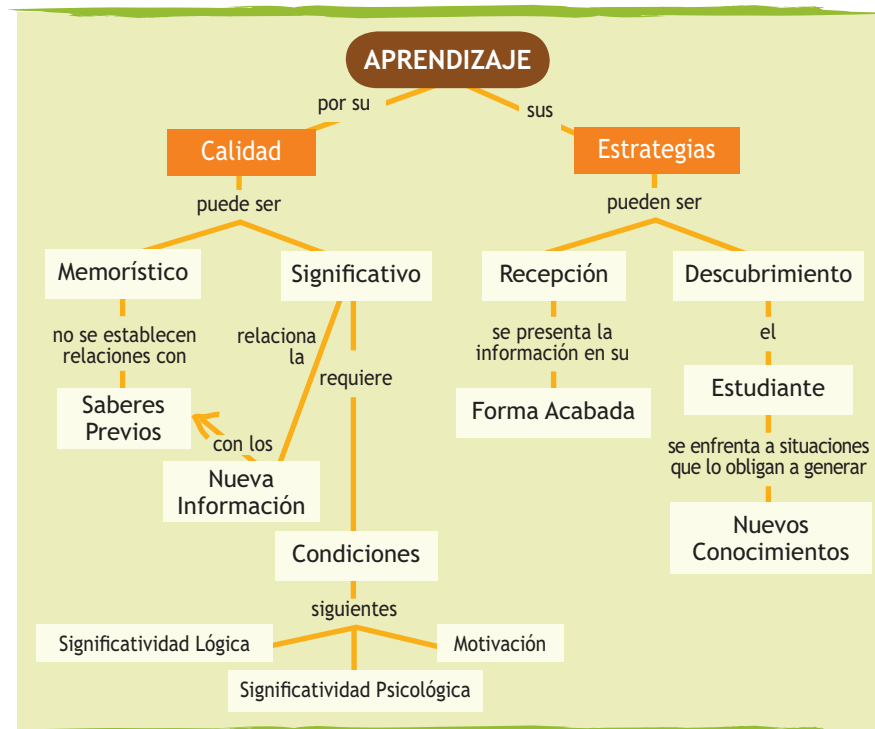 APRENDIZAJE
por su
sus
Calidad
Estrategias
puede ser
pueden ser
Memorístico
Significativo
Recepción
Descubrimiento
no se establecen
relaciones con
relaciona
la
se presenta la
información en su
el
requiere
Saberes
Previos
Forma Acabada
Estudiante
con los
se enfrenta a situaciones
que lo obligan a generar
Nueva
Información
Nuevos
Conocimientos
Condiciones
siguientes
Significatividad Lógica
Motivación
Significatividad Psicológica